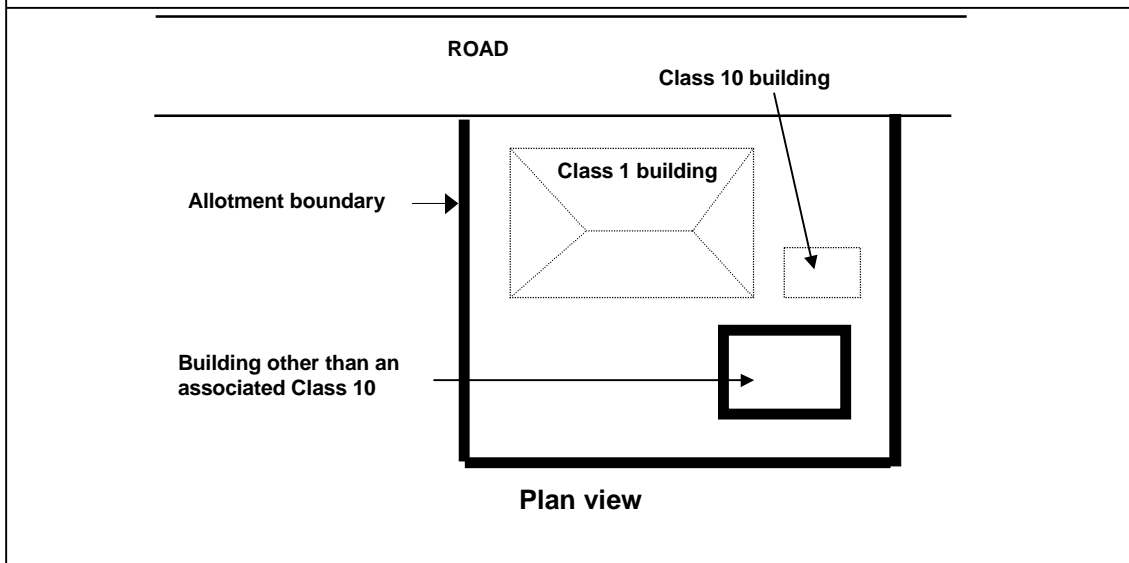 ROAD
Class 10 building
Class 1 building
Allotment boundary
Building other than an
associated Class 10
Plan view